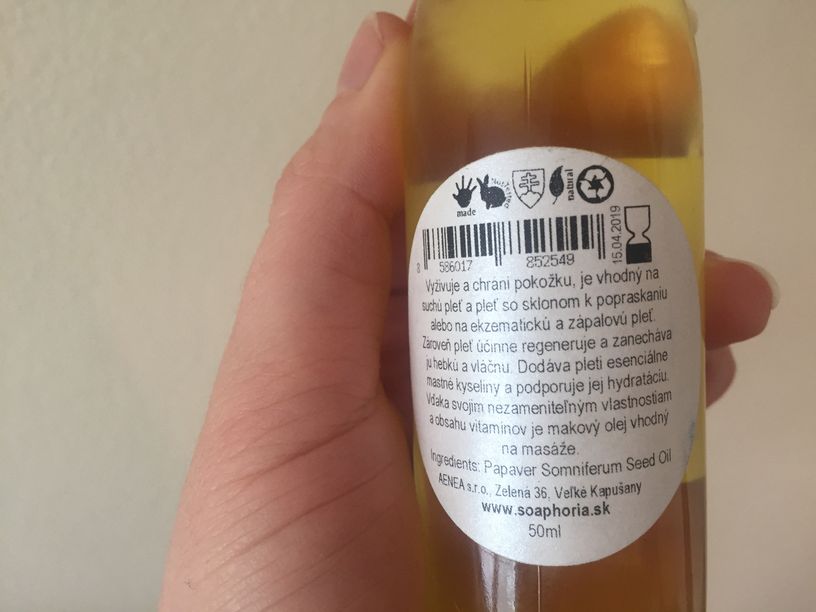 made
Not Tested
natural
8 586017 852549
15.04.2019
Vyživuje a chráni pokožku, je vhodný na
suchú pleť a pleť so sklonom k popraskaniu
alebo na ekzematickú a zápalovú pleť.
Zároveň pleť účinne regeneruje a zanecháva
ju hebkú a vláčnu. Dodáva pleti esenciálne
mastné kyseliny a podporuje jej hydratáciu.
Vďaka svojim nezameniteľným vlastnostiam
a obsahu vitamínov je makový olej vhodný
na masáže.
Ingredients: Papaver Somniferum Seed Oil
AENEA s.r.o., Zelená 36, Veľké Kapušany
www.soaphoria.sk
50ml